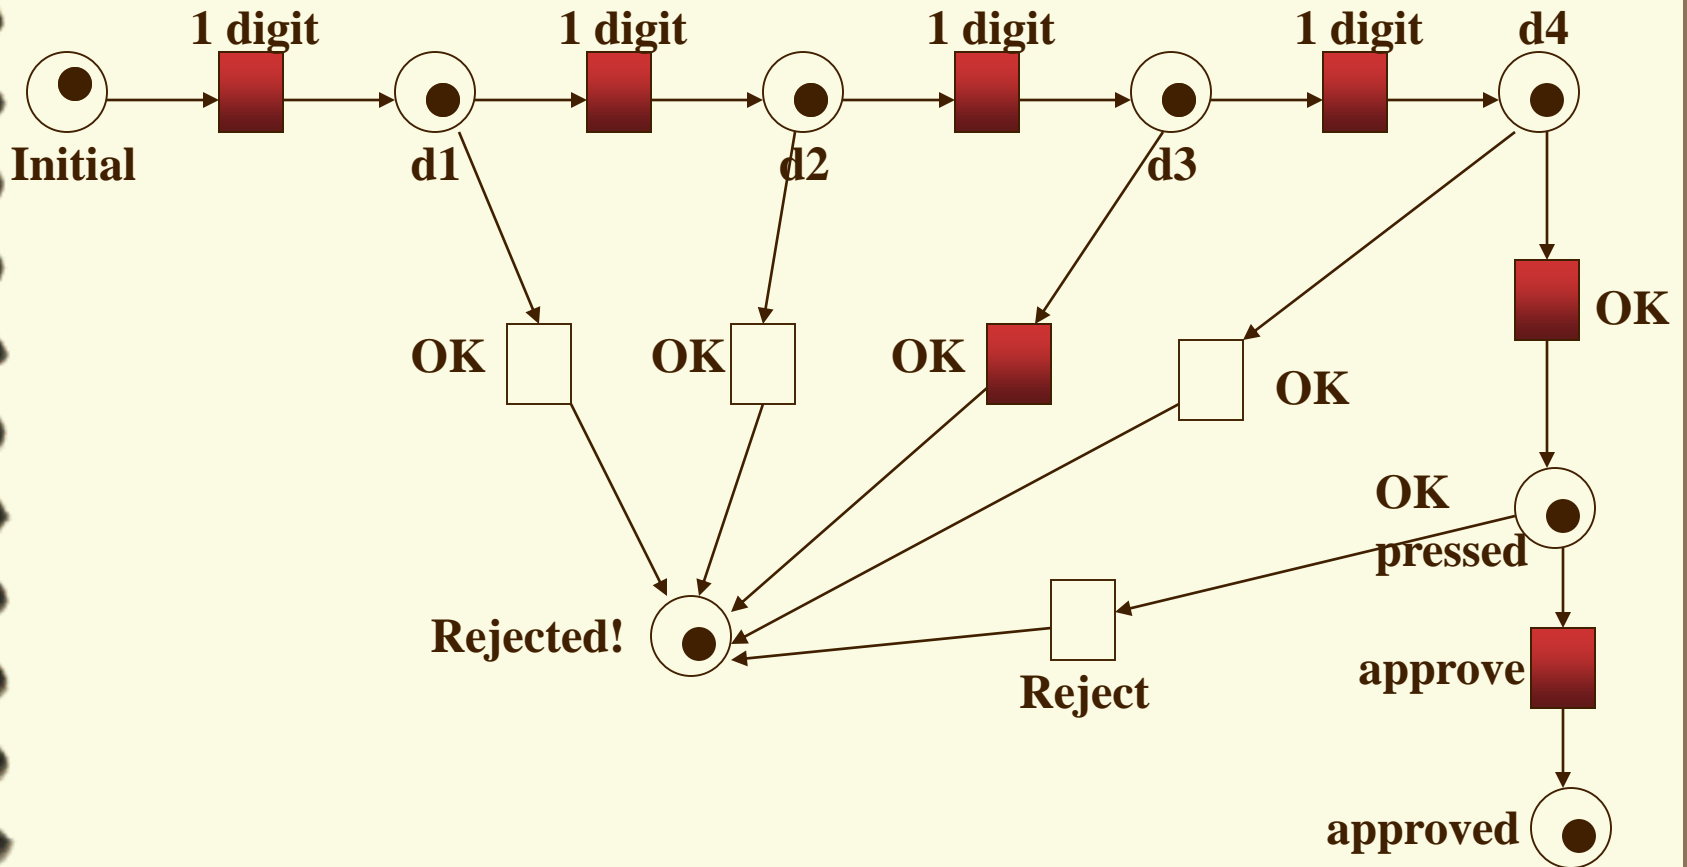 1 digit
1 digit
1 digit
1 digit
d4
Initial
d1
d2
d3
OK
OK
OK
OK
OK
OK
pressed
Rejected!
Reject
approve
approved